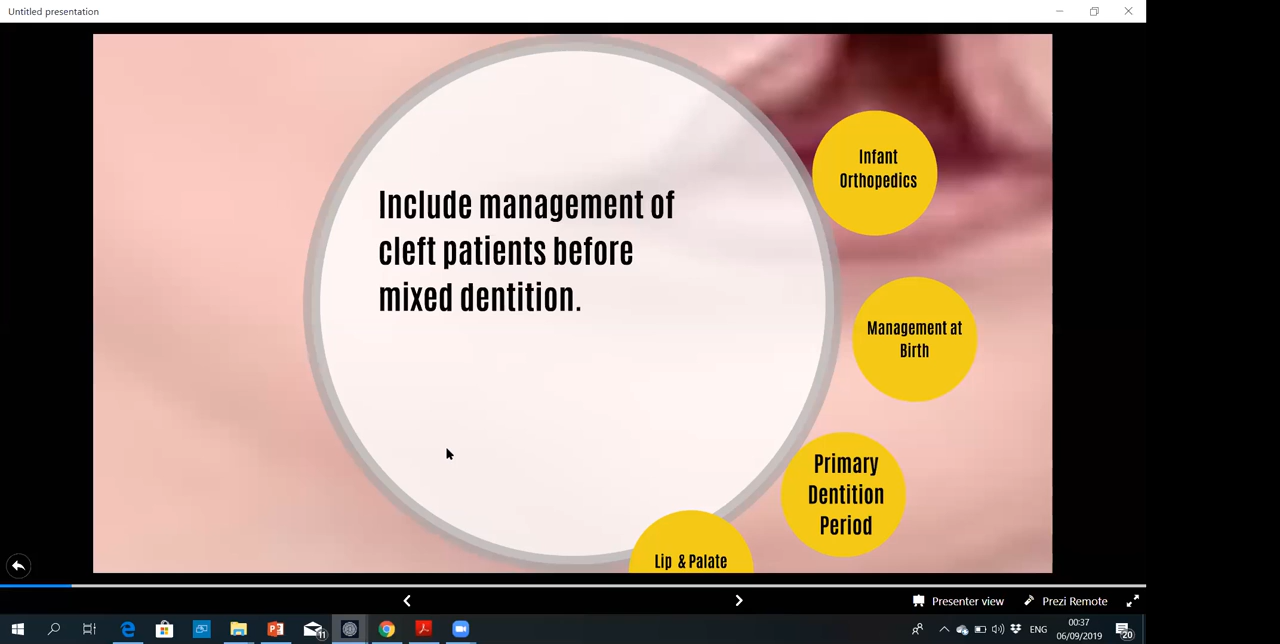 Untitled presentation
Include management of
cleft patients before
mixed dentition.
Infant
Orthopedics
Management at
Birth
Primary
Dentition
Period
Lip & Palate
Presenter view
Prezi Remote
11
ENG
00:37
06/09/2019
20